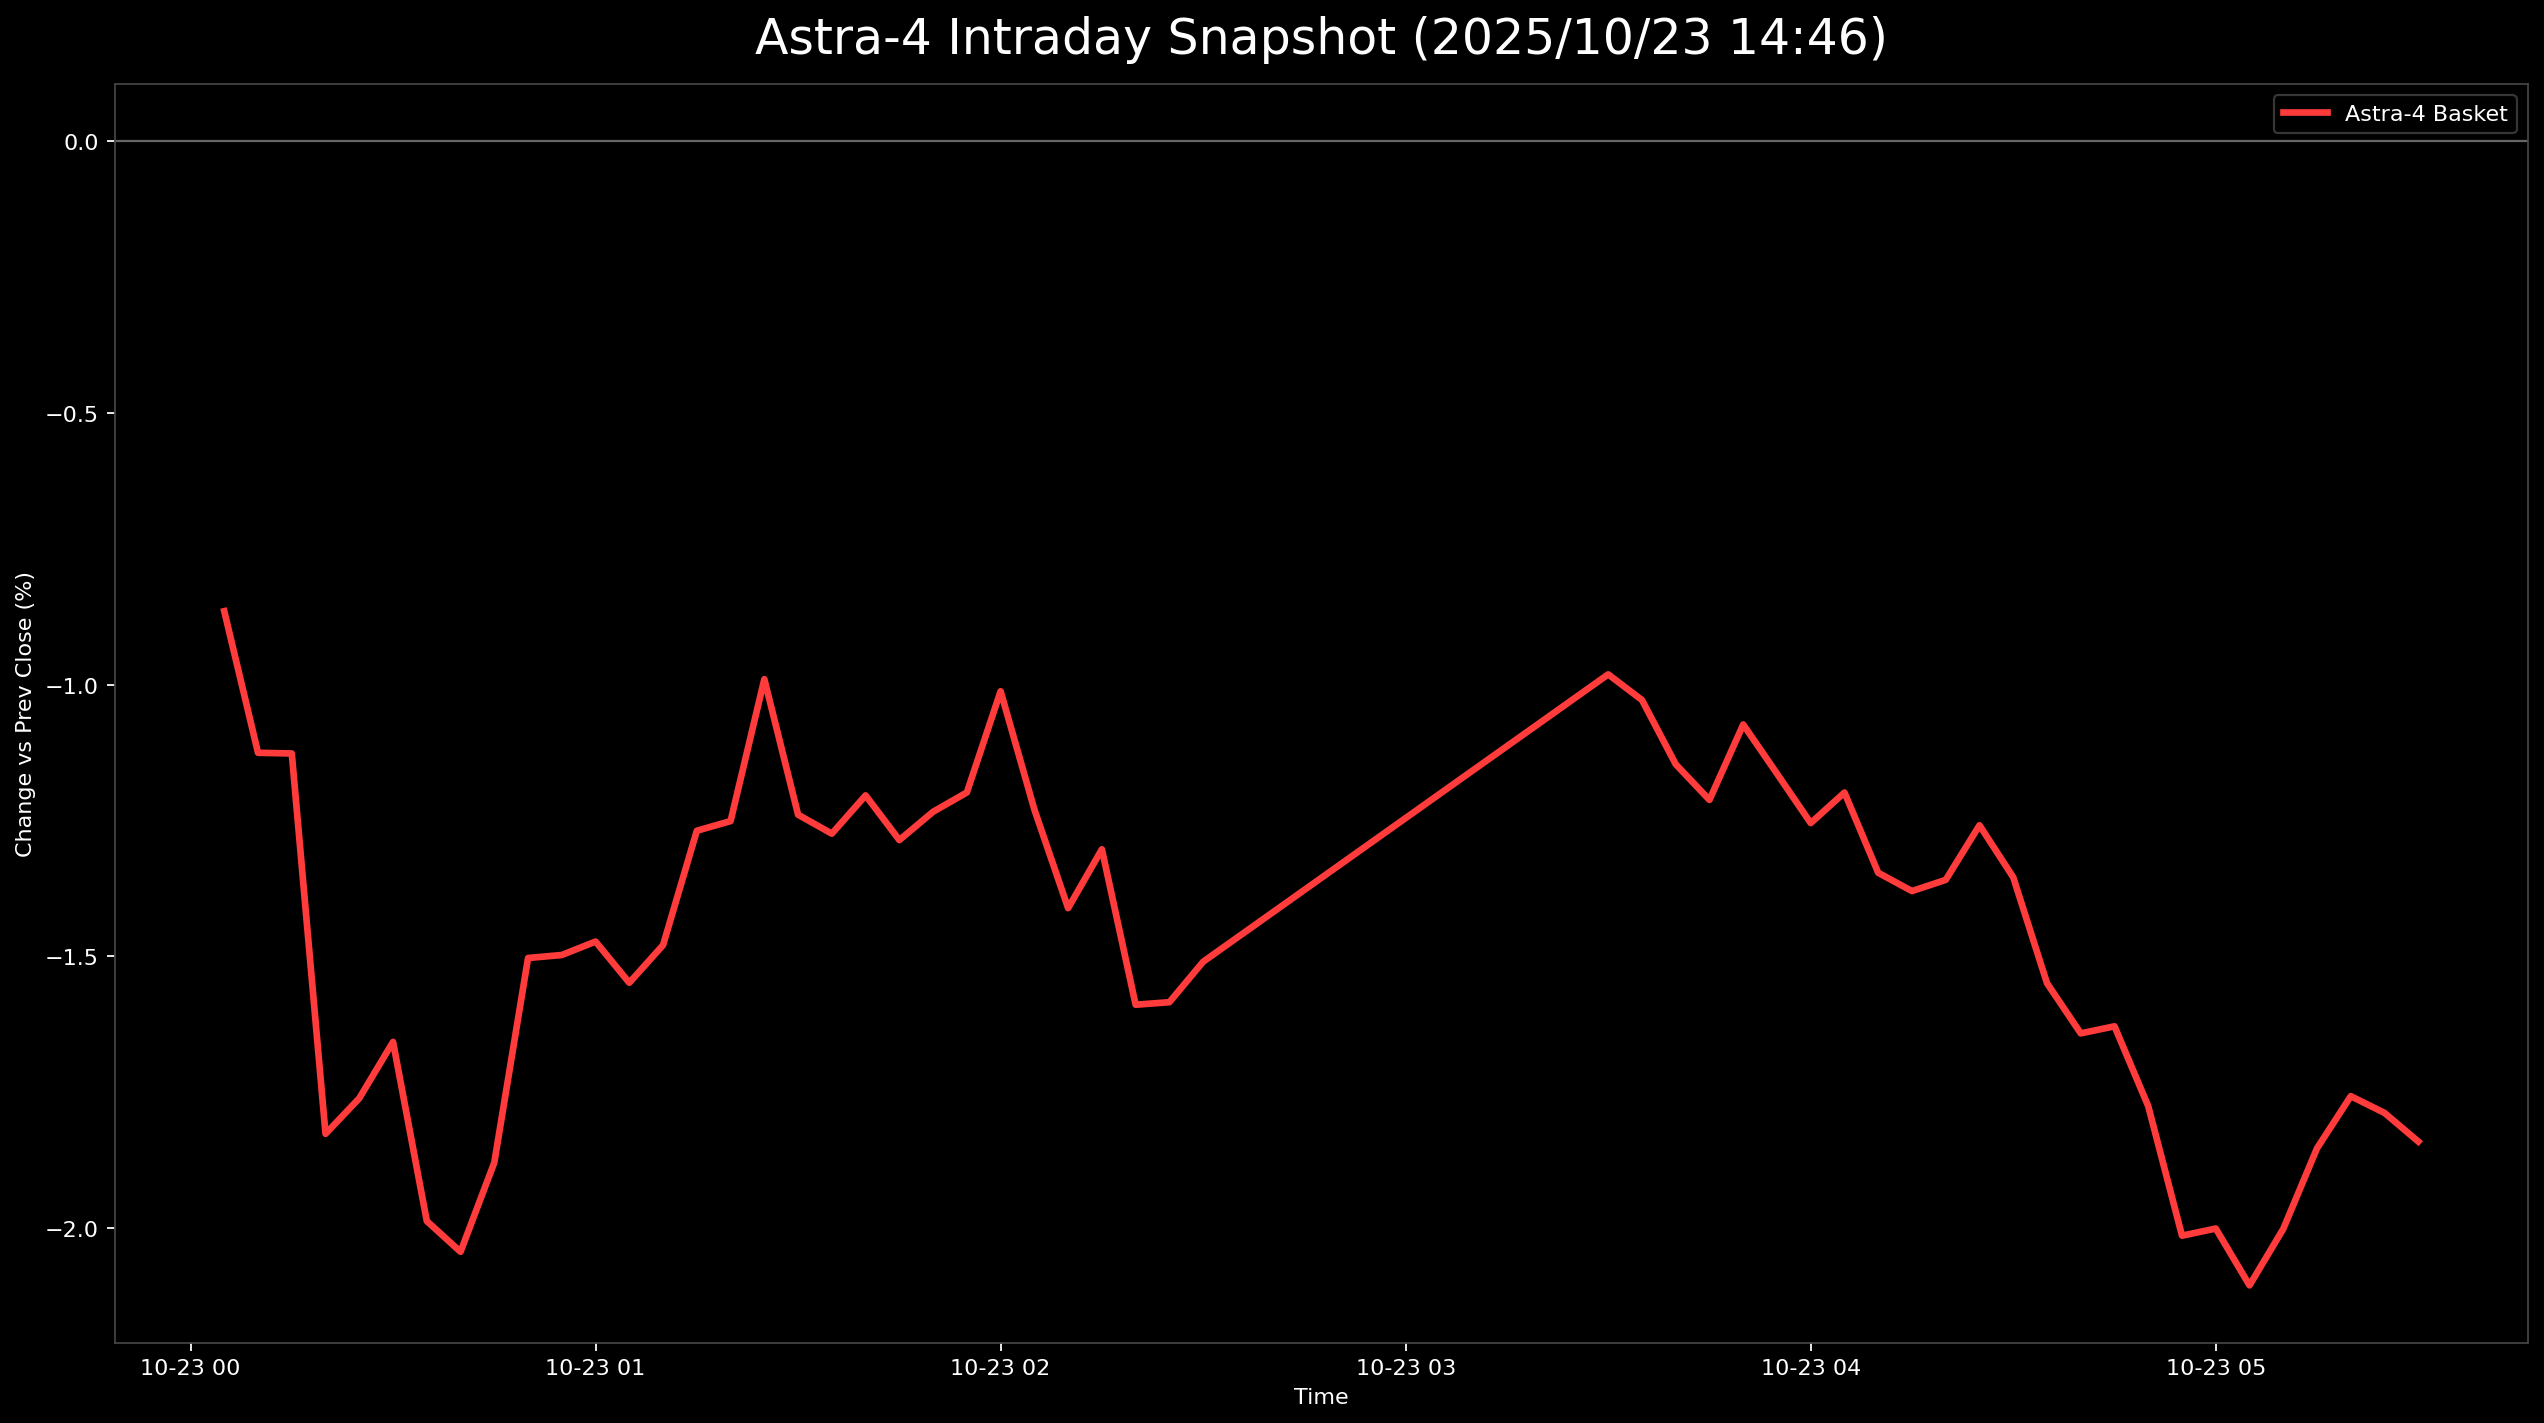 Astra-4 Intraday Snapshot (2025/10/23 14:46)
Astra-4 Basket
Change vs Prev Close (%)
0.0
−0.5
−1.0
−1.5
−2.0
10-23 00
10-23 01
10-23 02
10-23 03
10-23 04
10-23 05
Time